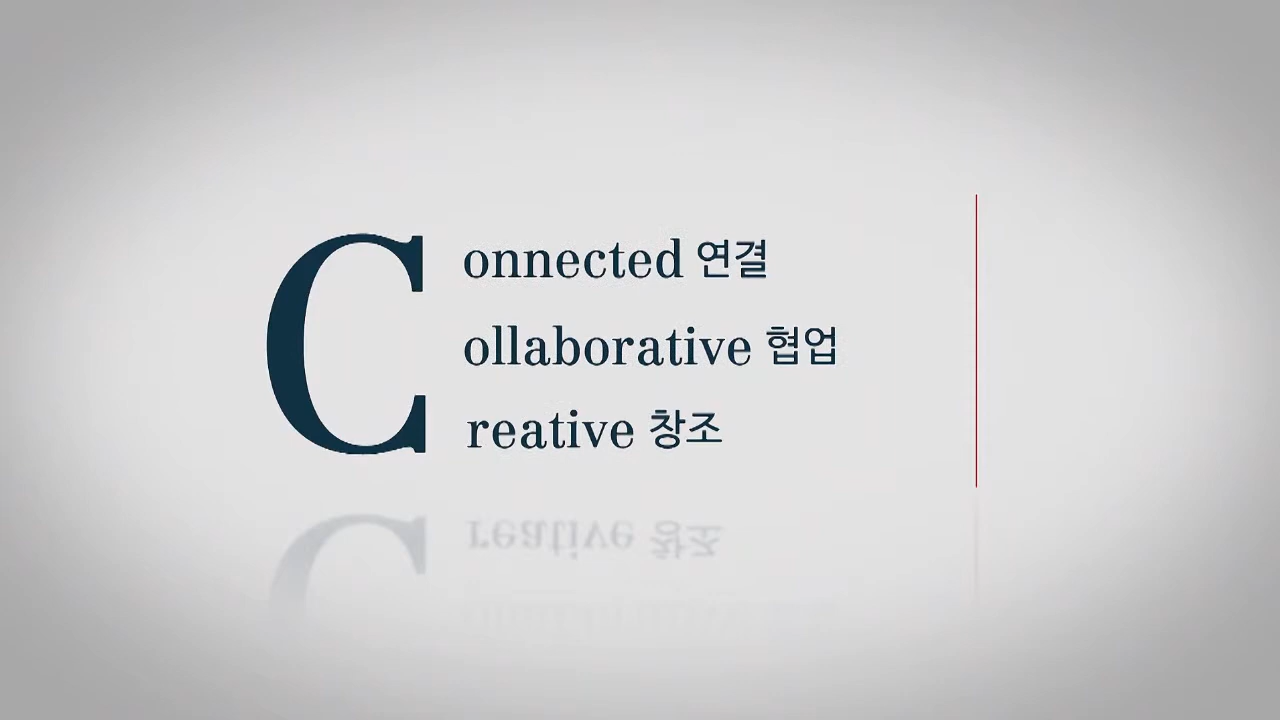 C
onnected 연결
ollaborative 협업
reative 창조